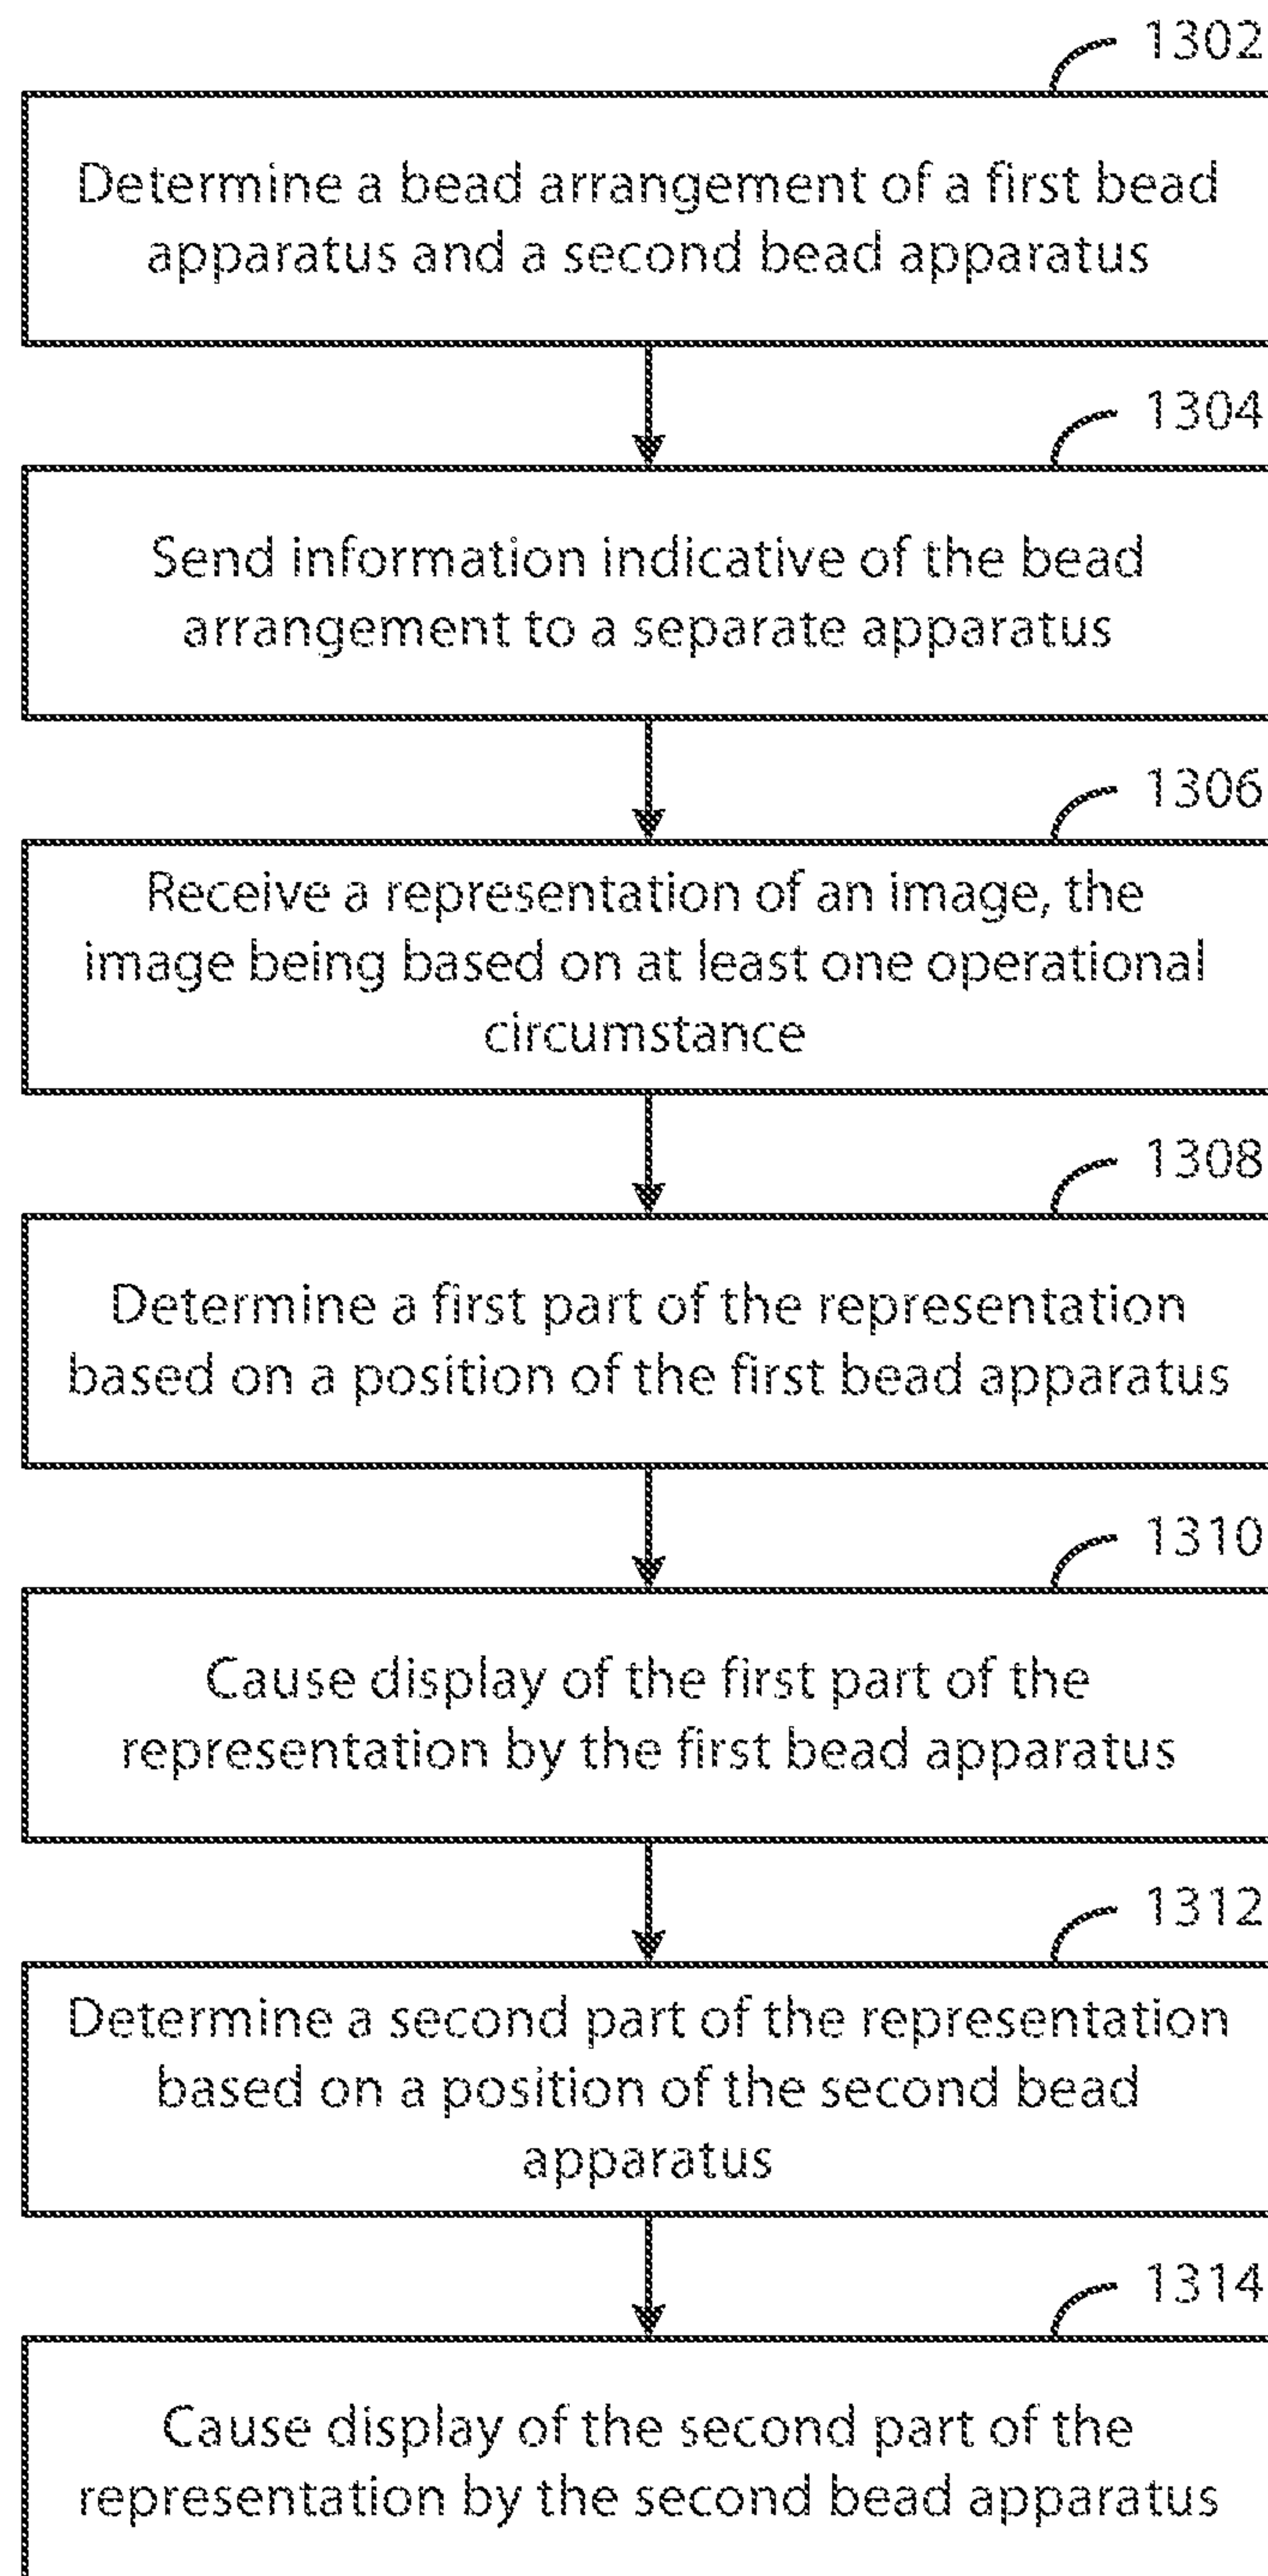 1302
Determine a bead arrangement of a first bead
apparatus and a second bead apparatus
1304
Send information indicative of the bead
arrangement to a separate apparatus
1306
Receive a representation of an image, the
image being based on at least one operational
circumstance
1308
Determine a first part of the representation
based on a position of the first bead apparatus
1310
Cause display of the first part of the
representation by the first bead apparatus
1312
Determine a second part of the representation
based on a position of the second bead
apparatus
1314
Cause display of the second part of the
representation by the second bead apparatus